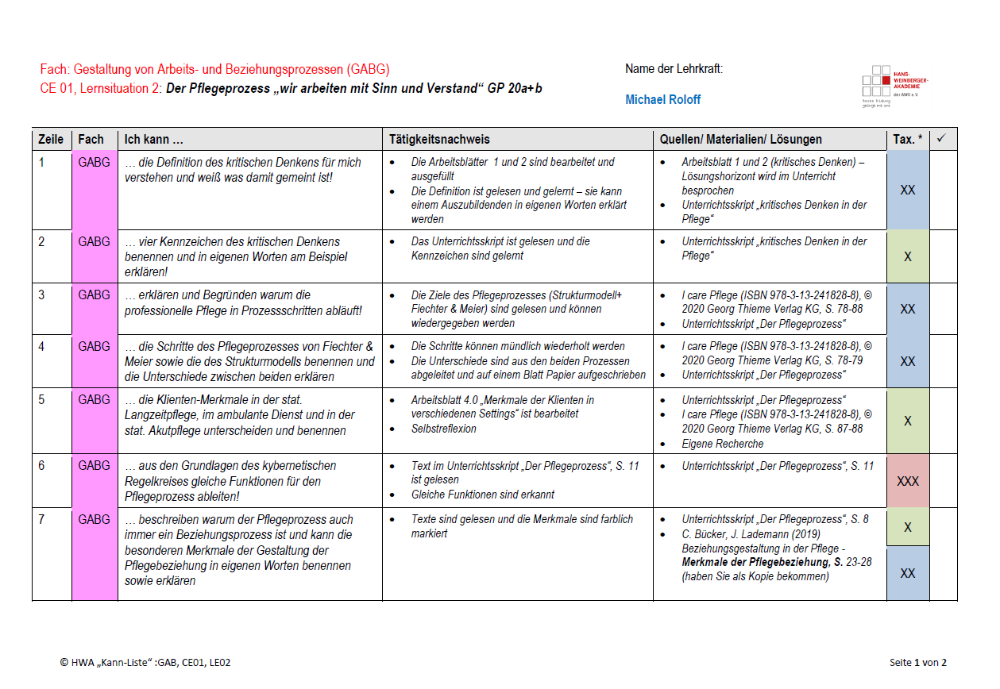 Fach: Gestaltung von Arbeits- und Beziehungsprozessen (GABG)
CE 01, Lernsituation 2: Der Pflegeprozess „wir arbeiten mit Sinn und Verstand“ GP 20a+b
Name der Lehrkraft:
Michael Roloff
HANS-
WEINBERGER-
AKADEMIE
der AWO e.V.
Zeile Fach Ich kann … Tätigkeitsnachweis Quellen/ Materialien/ Lösungen Tax. * ✓
1 GABG
… die Definition des kritischen Denkens für mich
verstehen und weiß was damit gemeint ist!
• Die Arbeitsblätter 1 und 2 sind bearbeitet und
ausgefüllt
• Die Definition ist gelesen und gelernt – sie kann
einem Auszubildenden in eigenen Worten erklärt
werden
• Arbeitsblatt 1 und 2 (kritisches Denken) –
Lösungshorizont wird im Unterricht
besprochen
• Unterrichtsskript „kritisches Denken in der
Pflege“
XX
2 GABG
… vier Kennzeichen des kritischen Denkens
benennen und in eigenen Worten am Beispiel
erklären!
• Das Unterrichtsskript ist gelesen und die
Kennzeichen sind gelernt
• Unterrichtsskript „kritisches Denken in der
Pflege“
X
3 GABG
… erklären und Begründen warum die
professionelle Pflege in Prozessschritten abläuft!
• Die Ziele des Pflegeprozesses (Strukturmodell+
Fiechter & Meier) sind gelesen und können
wiedergegeben werden
• I care Pflege (ISBN 978-3-13-241828-8), ©
2020 Georg Thieme Verlag KG, S. 78-88
• Unterrichtsskript „Der Pflegeprozess“
XX
4 GABG
… die Schritte des Pflegeprozesses von Fiechter &
Meier sowie die des Strukturmodells benennen und
die Unterschiede zwischen beiden erklären
• Die Schritte können mündlich wiederholt werden
• Die Unterschiede sind aus den beiden Prozessen
abgeleitet und auf einem Blatt Papier aufgeschrieben
• I care Pflege (ISBN 978-3-13-241828-8), ©
2020 Georg Thieme Verlag KG, S. 78-79
• Unterrichtsskript „Der Pflegeprozess“
XX
5 GABG
… die Klienten-Merkmale in der stat.
Langzeitpflege, im ambulante Dienst und in der
stat. Akutpflege unterscheiden und benennen
• Arbeitsblatt 4.0 „Merkmale der Klienten in
verschiedenen Settings“ ist bearbeitet
• Selbstreflexion
• Unterrichtsskript „Der Pflegeprozess“
• I care Pflege (ISBN 978-3-13-241828-8), ©
2020 Georg Thieme Verlag KG, S. 87-88
• Eigene Recherche
X
6 GABG
… aus den Grundlagen des kybernetischen
Regelkreises gleiche Funktionen für den
Pflegeprozess ableiten!
• Text im Unterrichtsskript „Der Pflegeprozess“, S. 11
ist gelesen
• Gleiche Funktionen sind erkannt
• Unterrichtsskript „Der Pflegeprozess“, S. 11
XXX
7 GABG
… beschreiben warum der Pflegeprozess auch
immer ein Beziehungsprozess ist und kann die
besonderen Merkmale der Gestaltung der
Pflegebeziehung in eigenen Worten benennen
sowie erklären
• Texte sind gelesen und die Merkmale sind farblich
markiert
• Unterrichtsskript „Der Pflegeprozess“, S. 8
• C. Bücker, J. Lademann (2019)
Beziehungsgestaltung in der Pflege -
Merkmale der Pflegebeziehung, S. 23-28
(haben Sie als Kopie bekommen)
X
XX
© HWA „Kann-Liste“ :GAB, CE01, LE02
Seite 1 von 2